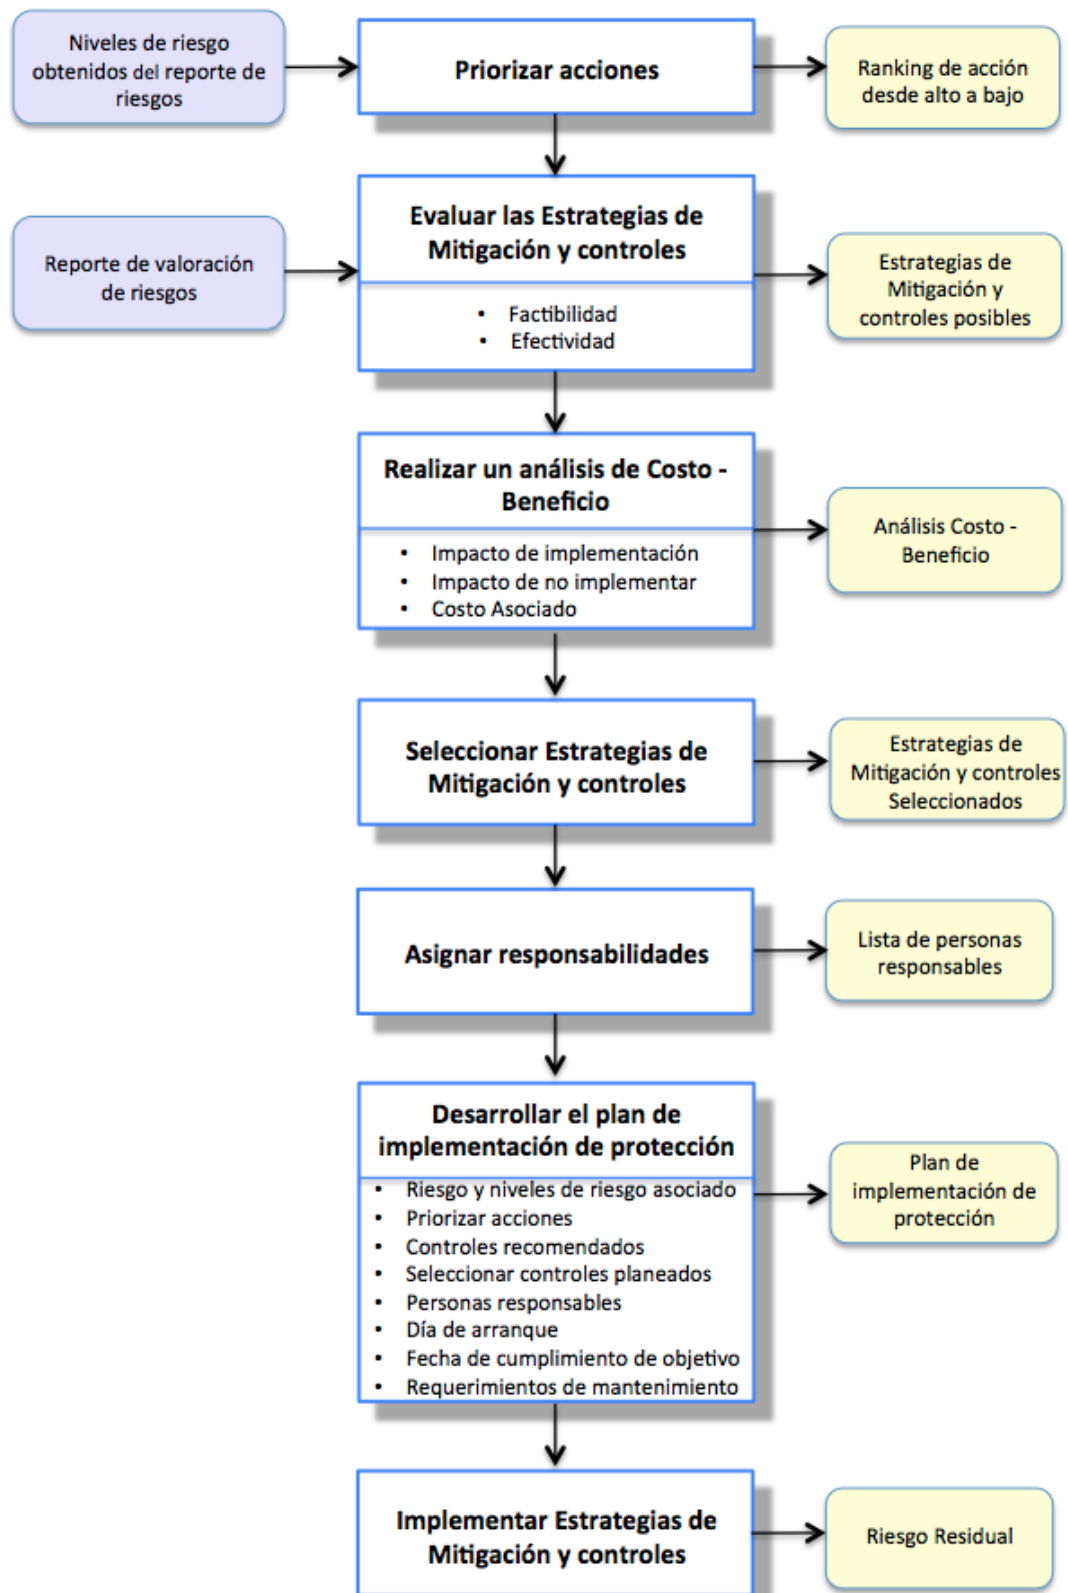 Niveles de riesgo
obtenidos del reporte de
riesgos
Priorizar acciones
Ranking de acción
desde alto a bajo
Reporte de valoración
de riesgos
Evaluar las Estrategias de
Mitigación y controles
• Factibilidad
• Efectividad
Estrategias de
Mitigación y
controles posibles
Realizar un análisis de Costo -
Beneficio
• Impacto de implementación
• Impacto de no implementar
• Costo Asociado
Análisis Costo -
Beneficio
Seleccionar Estrategias de
Mitigación y controles
Estrategias de
Mitigación y controles
Seleccionados
Asignar responsabilidades
Lista de personas
responsables
Desarrollar el plan de
implementación de protección
• Riesgo y niveles de riesgo asociado
• Priorizar acciones
• Controles recomendados
• Seleccionar controles planeados
• Personas responsables
• Día de arranque
• Fecha de cumplimiento de objetivo
• Requerimientos de mantenimiento
Plan de
implementación de
protección
Implementar Estrategias de
Mitigación y controles
Riesgo Residual